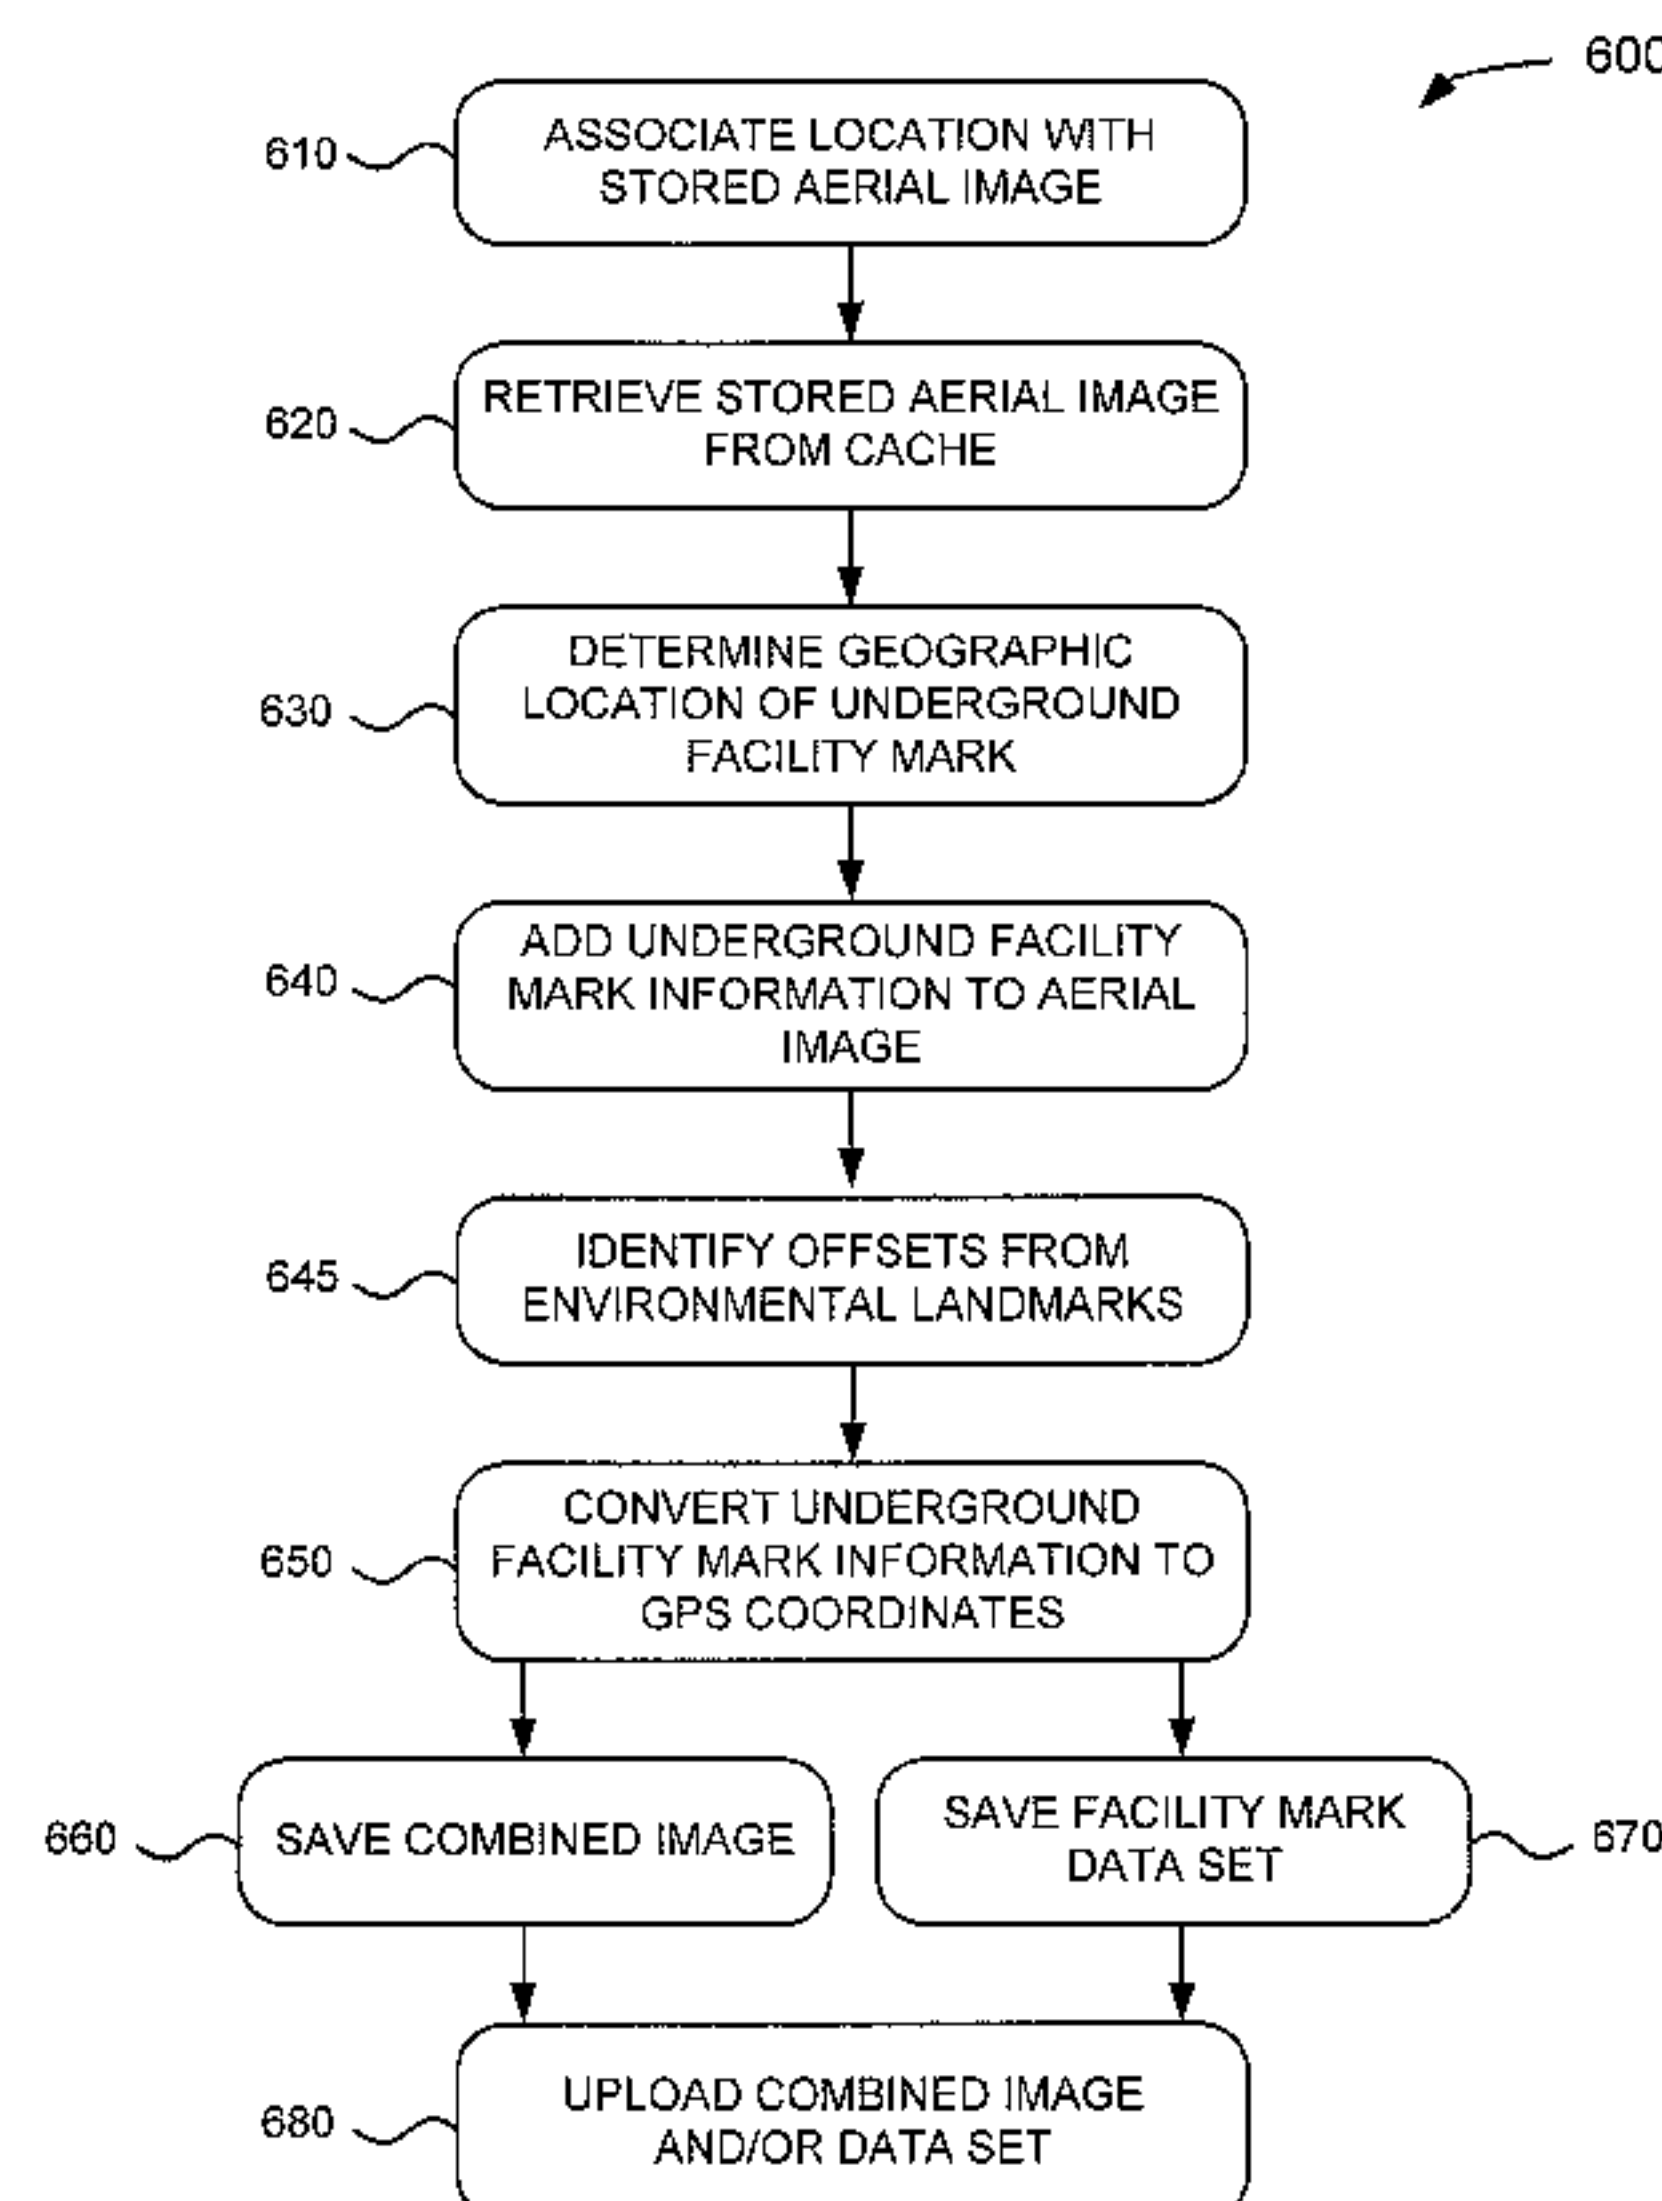 600
610
ASSOCIATE LOCATION WITH
STORED AERIAL IMAGE
620
RETRIEVE STORED AERIAL IMAGE
FROM CACHE
630
DETERMINE GEOGRAPHIC
LOCATION OF UNDERGROUND
FACILITY MARK
640
ADD UNDERGROUND FACILITY
MARK INFORMATION TO AERIAL
IMAGE
645
IDENTIFY OFFSETS FROM
ENVIRONMENTAL LANDMARKS
650
CONVERT UNDERGROUND
FACILITY MARK INFORMATION TO
GPS COORDINATES
660
SAVE COMBINED IMAGE
SAVE FACILITY MARK
DATA SET
670
680
UPLOAD COMBINED IMAGE
AND/OR DATA SET